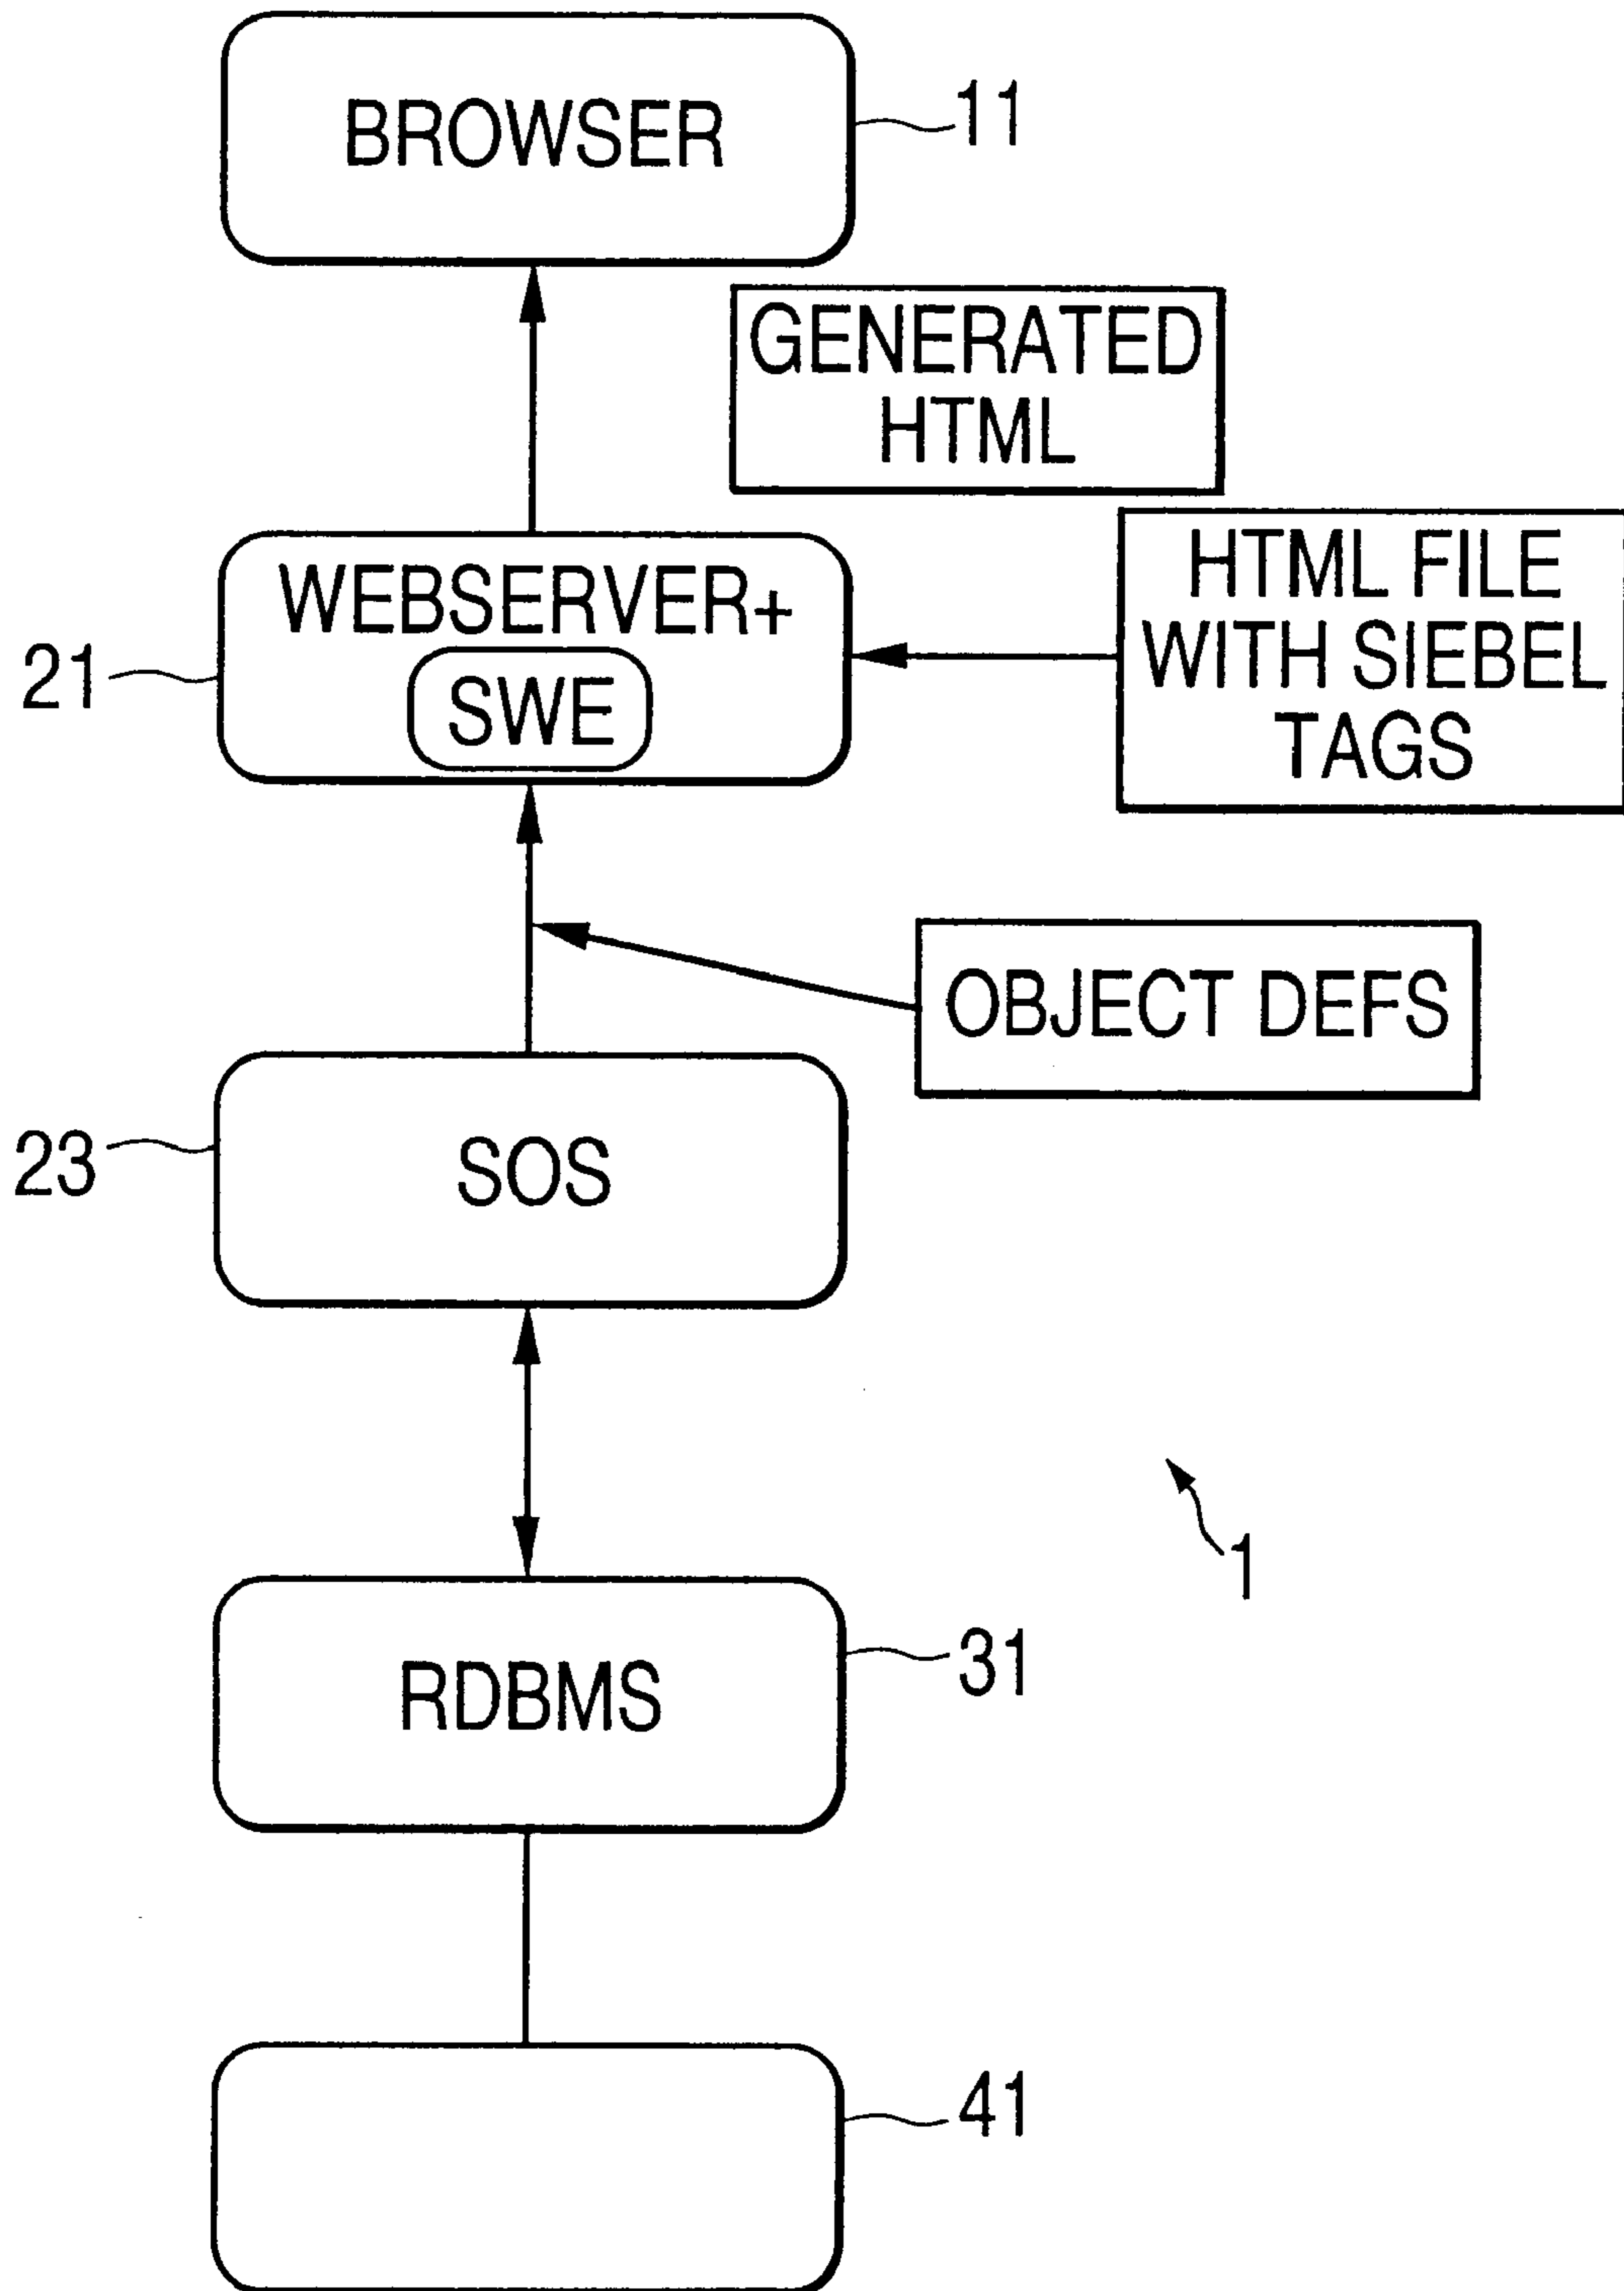 BROWSER
11
GENERATED
HTML
WEBSERVER+
SWE
21
HTML FILE
WITH SIEBEL
TAGS
OBJECT DEFS
SOS
23
1
RDBMS
31
41